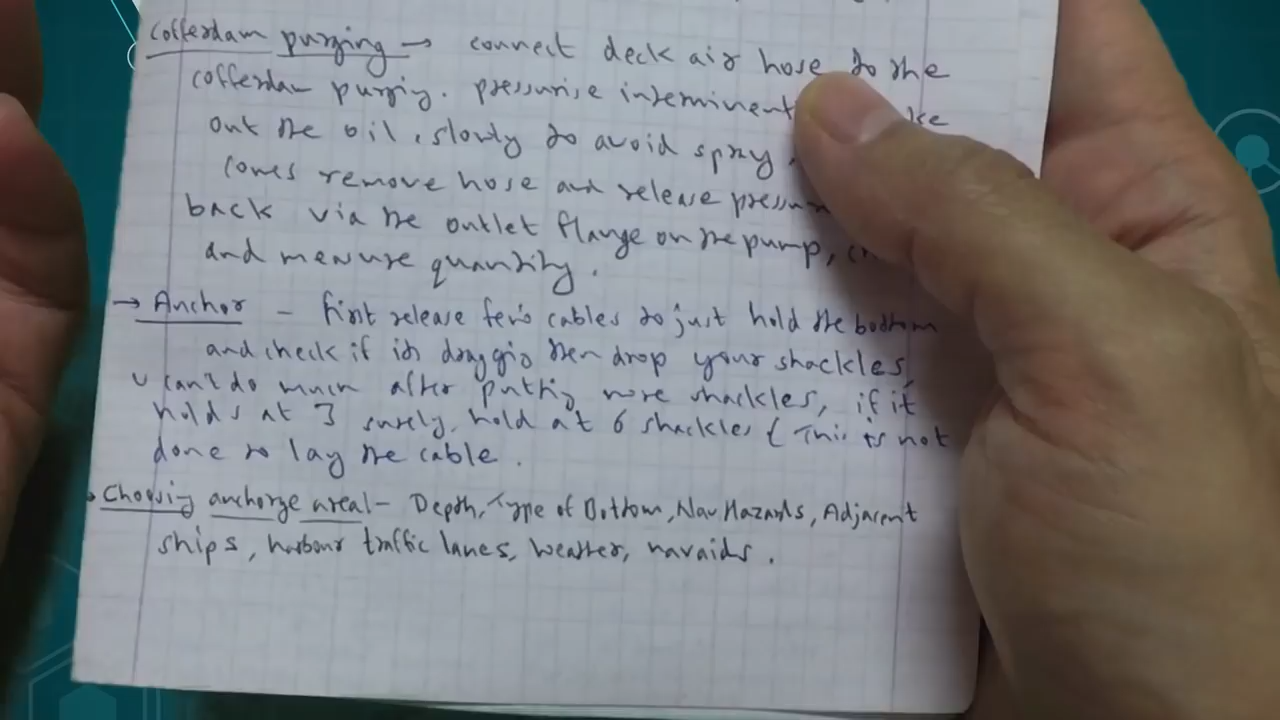 Cofferdam purging → connect deck air hose to the
cofferdam purging. pressurise interminent
out the oil, slowly to avoid spray,
comes remove hose and release pressur
back via the outlet flange on the pump,
and measure quantity.
→ Anchor - first release few cables to just hold the bottom
and check if its dragging then drop your shackles,
U can't do much after putting more shackles, if it
holds at 3 surely, hold at 6 shackles ( This is not
done to lay the cable.
Choosing anchorge areal - Depth, Type of Bottom, Nav Hazards, Adjacent
ships, harbour traffic lanes, weather, navaids.